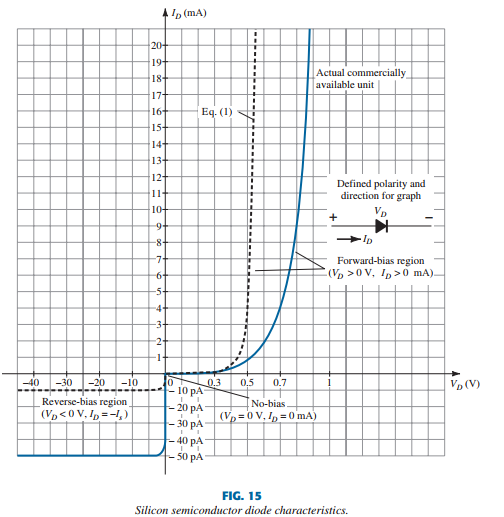 I_D (mA)
20
19
18
17
16
15
14
13
12
11
10
9
8
7
6
5
4
3
2
1
Eq. (1)
Actual commercially
available unit
Defined polarity and
direction for graph
V_D
+ –
I_D
Forward-bias region
(V_D > 0 V, I_D > 0 mA)
–40 –30 –20 –10 0 0.3 0.5 0.7 1
V_D (V)
–10 pA
–20 pA
–30 pA
–40 pA
–50 pA
Reverse-bias region
(V_D < 0 V, I_D = –I_s)
No-bias
(V_D = 0 V, I_D = 0 mA)
FIG. 15
Silicon semiconductor diode characteristics.